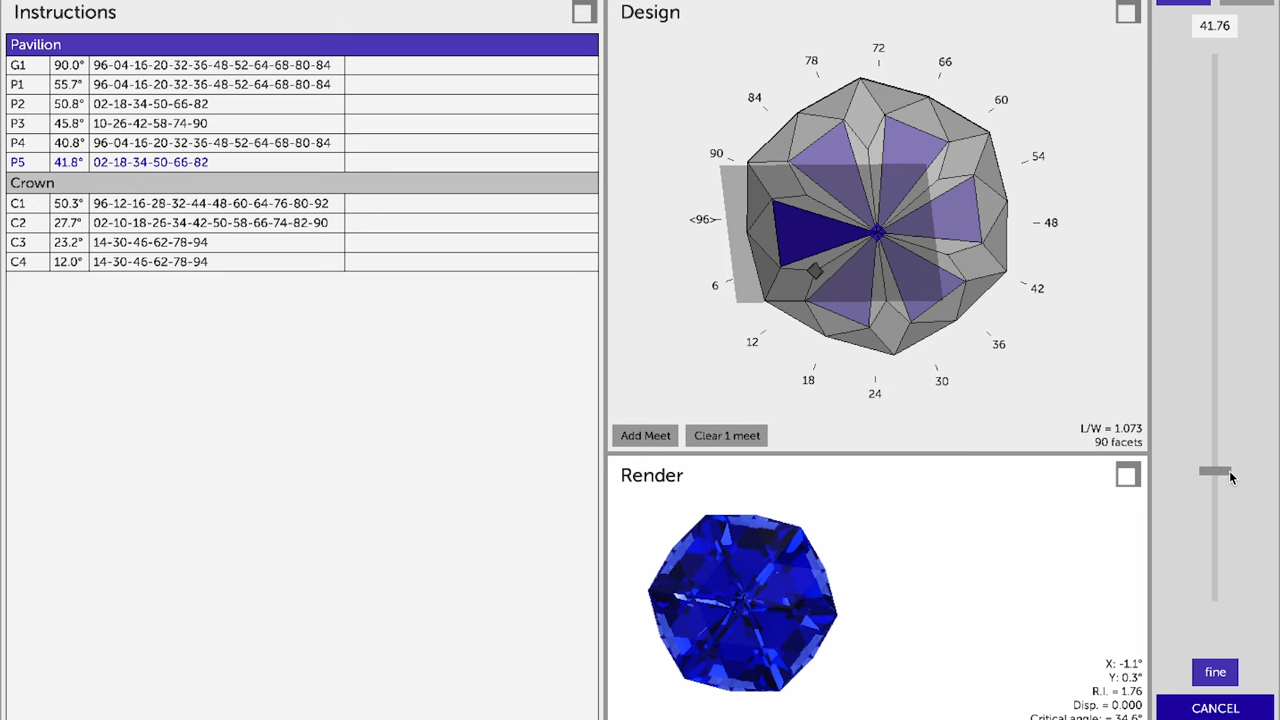 Instructions
Pavilion
G1 90.0° 96-04-16-20-32-36-48-52-64-68-80-84
P1 55.7° 96-04-16-20-32-36-48-52-64-68-80-84
P2 50.8° 02-18-34-50-66-82
P3 45.8° 10-26-42-58-74-90
P4 40.8° 96-04-16-20-32-36-48-52-64-68-80-84
P5 41.8° 02-18-34-50-66-82
Crown
C1 50.3° 96-12-16-28-32-44-48-60-64-76-80-92
C2 27.7° 02-10-18-26-34-42-50-58-66-74-82-90
C3 23.2° 14-30-46-62-78-94
C4 12.0° 14-30-46-62-78-94
Design
72
78
66
84
60
90
54
<96>
48
6
42
12
36
18
30
24
Add Meet
Clear 1 meet
L/W = 1.073
90 facets
Render
X: -1.1°
Y: 0.3°
R.I. = 1.76
Disp. = 0.000
Critical angle: = 34.6°
41.76
fine
CANCEL